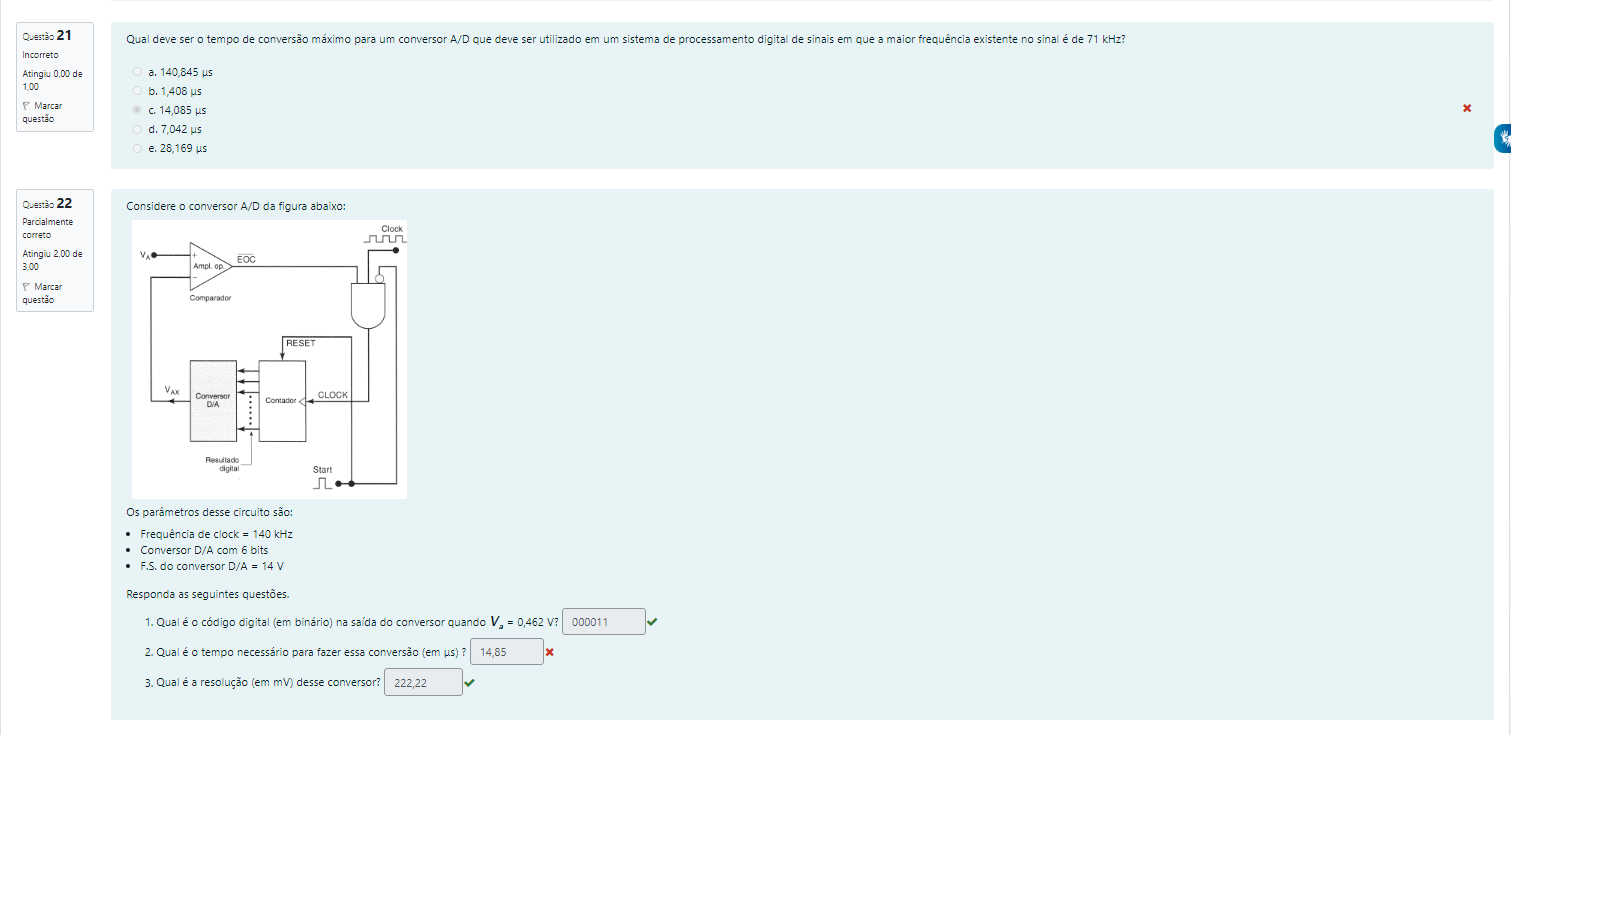 Questão 21
Incorreto
Atingiu 0,00 de
1,00
Marcar
questão
Qual deve ser o tempo de conversão máximo para um conversor A/D que deve ser utilizado em um sistema de processamento digital de sinais em que a maior frequência existente no sinal é de 71 kHz?
a. 140,845 µs
b. 1,408 µs
c. 14,085 µs
d. 7,042 µs
e. 28,169 µs
Questão 22
Parcialmente
correto
Atingiu 2,00 de
3,00
Marcar
questão
Considere o conversor A/D da figura abaixo:
Clock
VA
+
Ampl. op.
-
EOC
Comparador
RESET
VAX
Conversor
D/A
Contador
CLOCK
Resultado
digital
Start
Os parâmetros desse circuito são:
• Frequência de clock = 140 kHz
• Conversor D/A com 6 bits
• F.S. do conversor D/A = 14 V
Responda as seguintes questões.
1. Qual é o código digital (em binário) na saída do conversor quando Va = 0,462 V? 000011
2. Qual é o tempo necessário para fazer essa conversão (em µs) ? 14,85
3. Qual é a resolução (em mV) desse conversor? 222,22